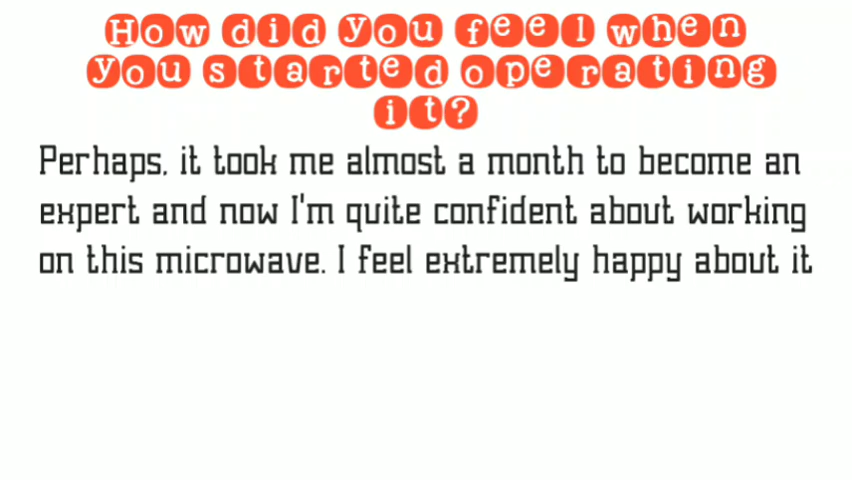 How did you feel when
you started operating
it?
Perhaps, it took me almost a month to become an
expert and now I'm quite confident about working
on this microwave. I feel extremely happy about it